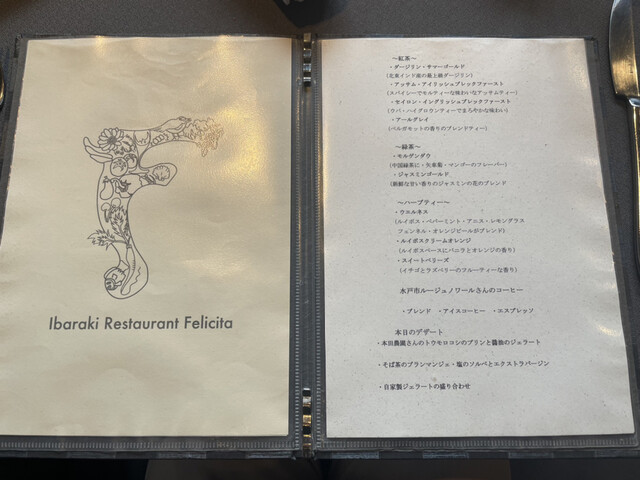 Ibaraki Restaurant Felicita
～紅茶～
・ダージリン・サマーゴールド
(北東インド産の最上級ダージリン)
・アッサム・アイリッシュブレックファースト
(スパイシーでモルティーな味わいなアッサムティー)
・セイロン・イングリッシュブレックファースト
(ウバ・ハイグロウンティーでまろやかな味わい)
・アールグレイ
(ベルガモットの香りのブレンドティー)
～緑茶～
・モルゲンダウ
(中国緑茶に・矢車菊・マンゴーのフレーバー)
・ジャスミンゴールド
(新鮮な甘い香りのジャスミンの花のブレンド
～ハーブティー～
・ウエルネス
(ルイボス・ペパーミント・アニス・レモングラス
フェンネル・オレンジピールがブレンド)
・ルイボスクリームオレンジ
(ルイボスベースにバニラとオレンジの香り)
・スイートベリーズ
(イチゴとラズベリーのフルーティーな香り)
水戸市ルージュノワールさんのコーヒー
・ブレンド ・アイスコーヒー ・エスプレッソ
本日のデザート
・本田農園さんのトウモロコシのプリンと醤油のジェラート
・そば茶のブランマンジェ・塩のソルベとエクストラバージン
・自家製ジェラートの盛り合わせ